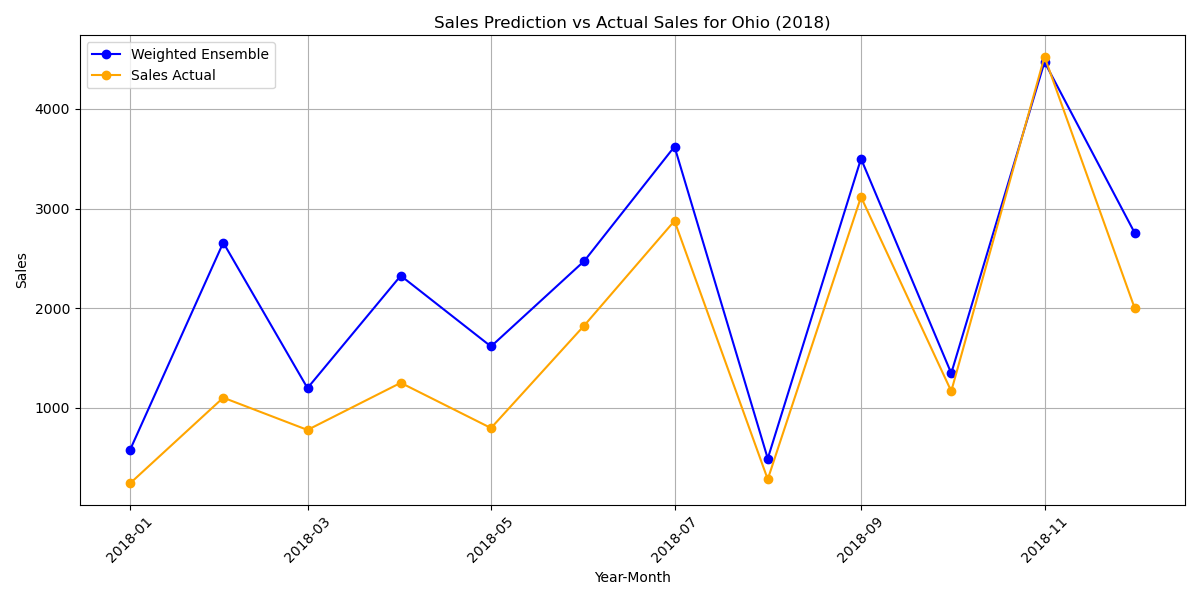 Sales Prediction vs Actual Sales for Ohio (2018)
Weighted Ensemble
Sales Actual
4000
3000
2000
1000
Sales
2018-01
2018-03
2018-05
2018-07
2018-09
2018-11
Year-Month